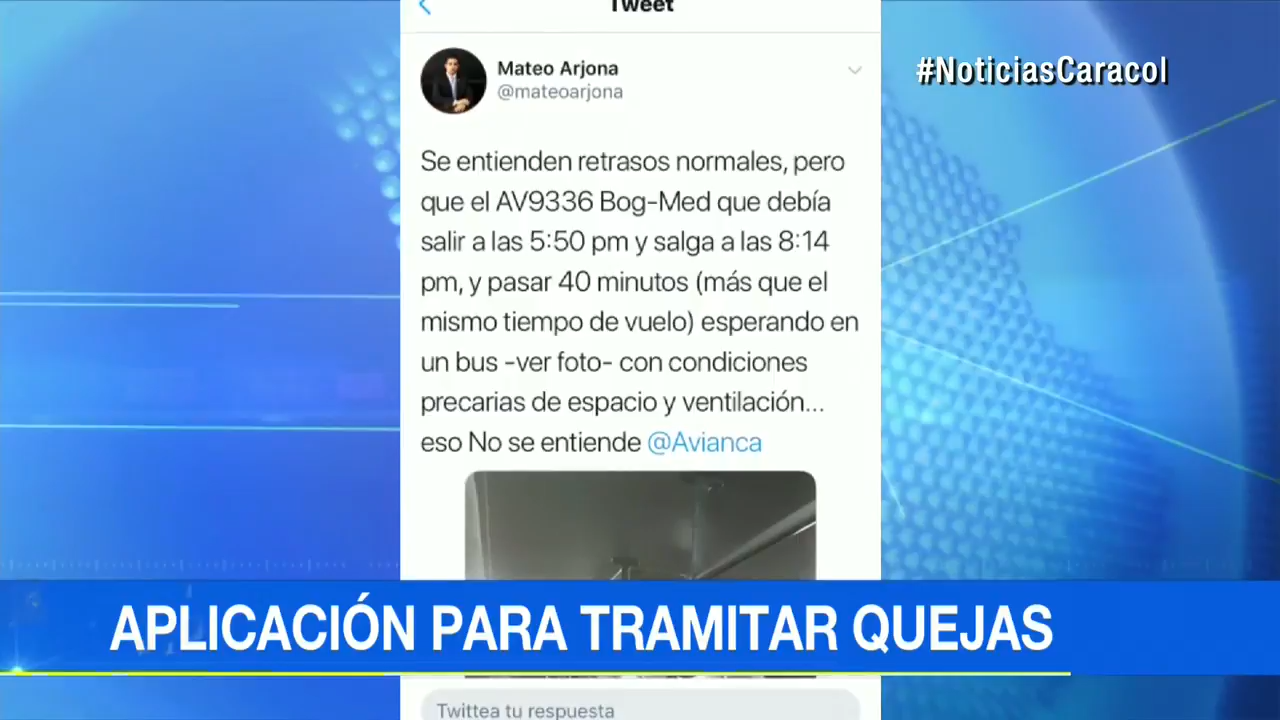 Tweet
#NoticiasCaracol
Mateo Arjona
@mateoarjona
Se entienden retrasos normales, pero
que el AV9336 Bog-Med que debía
salir a las 5:50 pm y salga a las 8:14
pm, y pasar 40 minutos (más que el
mismo tiempo de vuelo) esperando en
un bus -ver foto- con condiciones
precarias de espacio y ventilación...
eso No se entiende @Avianca
APLICACIÓN PARA TRAMITAR QUEJAS
Twittea tu respuesta